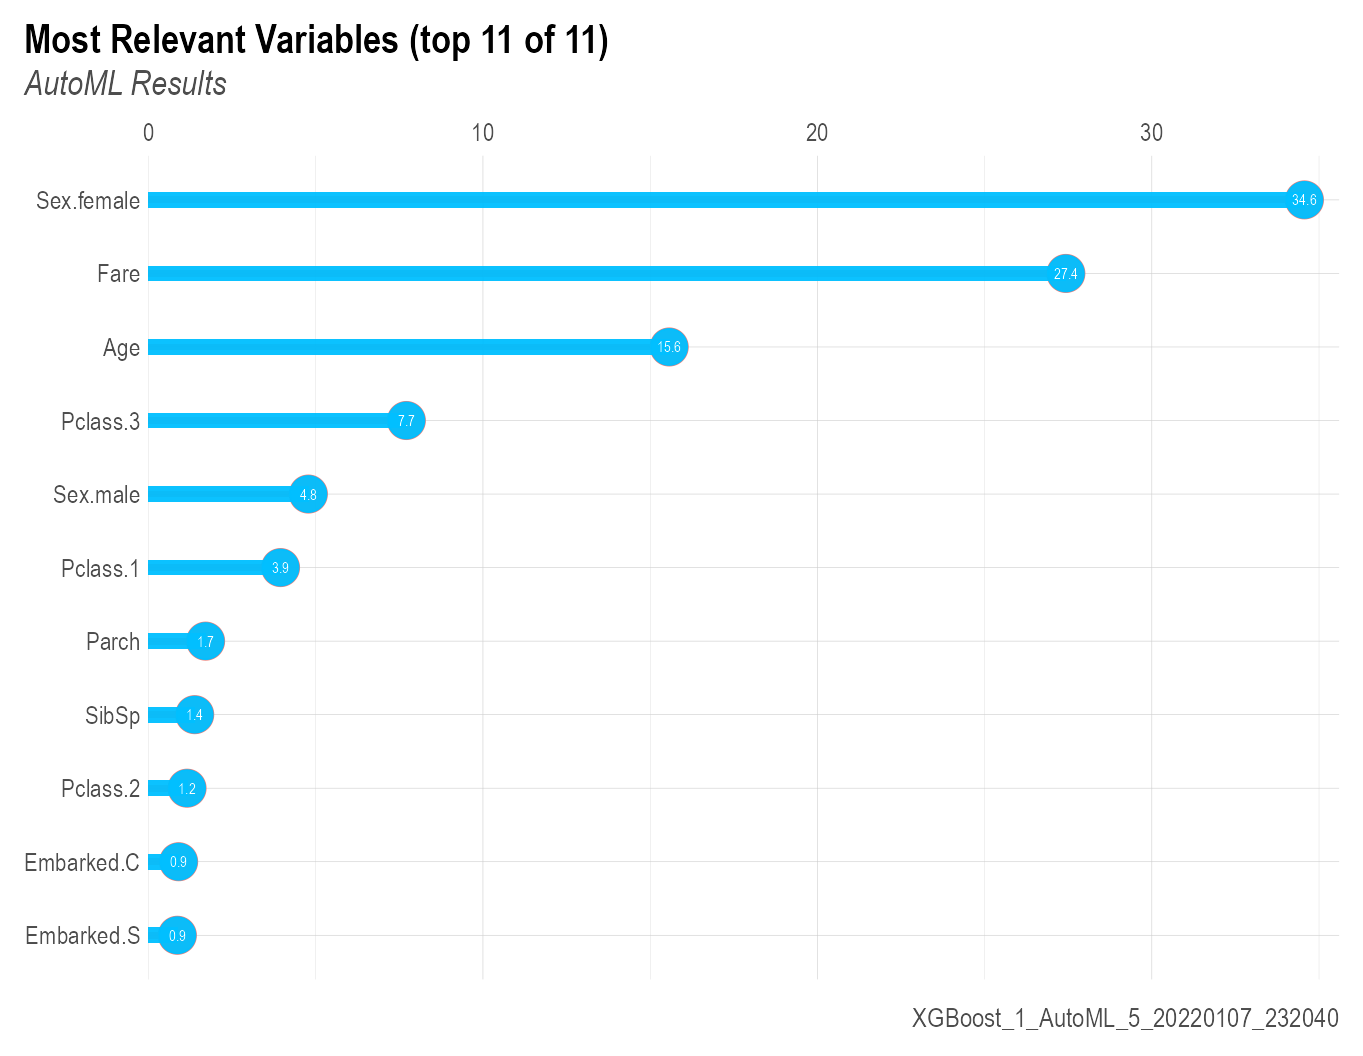 Most Relevant Variables (top 11 of 11)
AutoML Results
0 10 20 30
Sex.female 34.6
Fare 27.4
Age 15.6
Pclass.3 7.7
Sex.male 4.8
Pclass.1 3.9
Parch 1.7
SibSp 1.4
Pclass.2 1.2
Embarked.C 0.9
Embarked.S 0.9
XGBoost_1_AutoML_5_20220107_232040